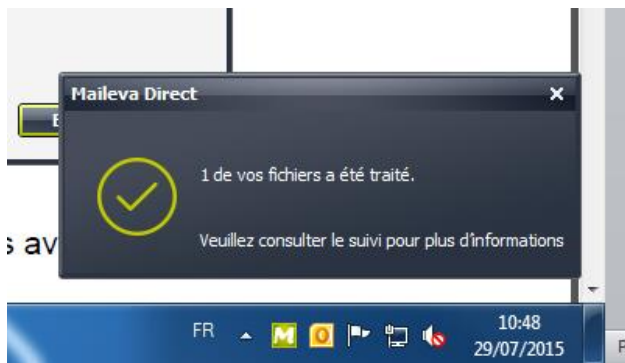 Maileva Direct
1 de vos fichiers a été traité.
Veuillez consulter le suivi pour plus d'informations
s av
FR
10:48
29/07/2015